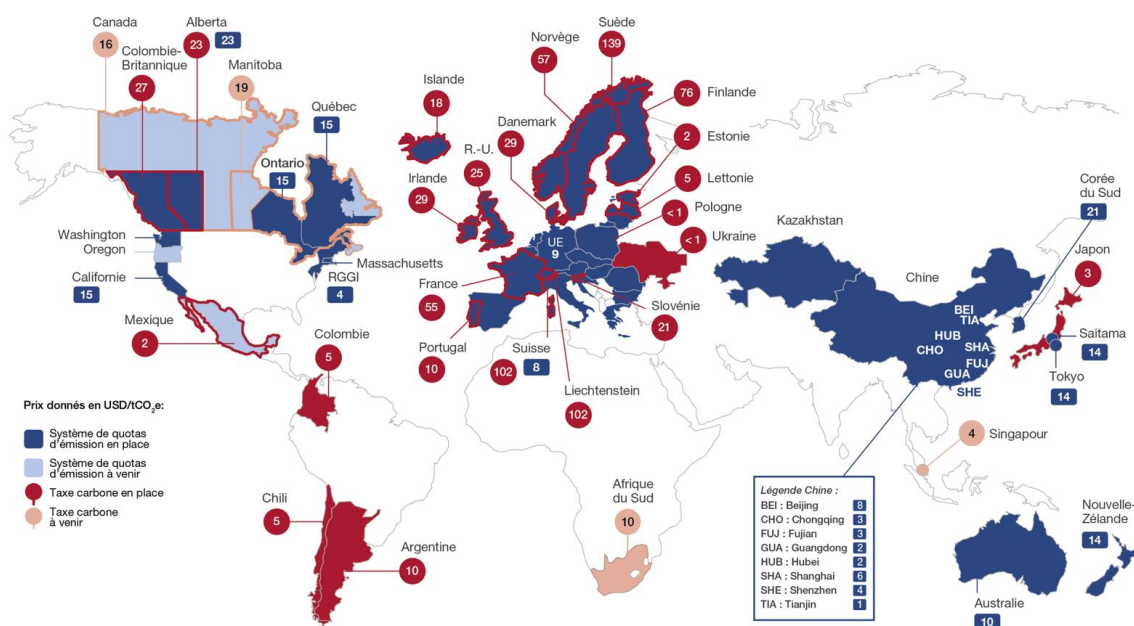 Canada
16
Alberta
23
23
Colombie-
Britannique
27
Manitoba
19
Québec
15
Ontario
15
Washington
Oregon
Californie
15
Massachusetts
RGGI
4
Mexique
2
Colombie
5
Chili
5
Argentine
10
Islande
18
Norvège
57
Suède
139
76
Finlande
Danemark
29
2
Estonie
R.-U.
25
Irlande
29
5
Lettonie
< 1
Pologne
< 1
Ukraine
UE
9
France
55
Portugal
10
Suisse
102
8
Slovénie
21
Liechtenstein
102
Afrique
du Sud
10
Kazakhstan
Chine
BEI
TIA
HUB
SHA
CHO
FUJ
GUA
SHE
Corée
du Sud
21
Japon
3
Saitama
14
Tokyo
14
4
Singapour
Nouvelle-
Zélande
14
Australie
10
Prix donnés en USD/tCO2e:
Système de quotas
d'émission en place
Système de quotas
d'émission à venir
Taxe carbone en place
Taxe carbone
à venir
Légende Chine :
BEI : Beijing 8
CHO : Chongqing 3
FUJ : Fujian 3
GUA : Guangdong 2
HUB : Hubei 2
SHA : Shanghai 6
SHE : Shenzhen 4
TIA : Tianjin 1